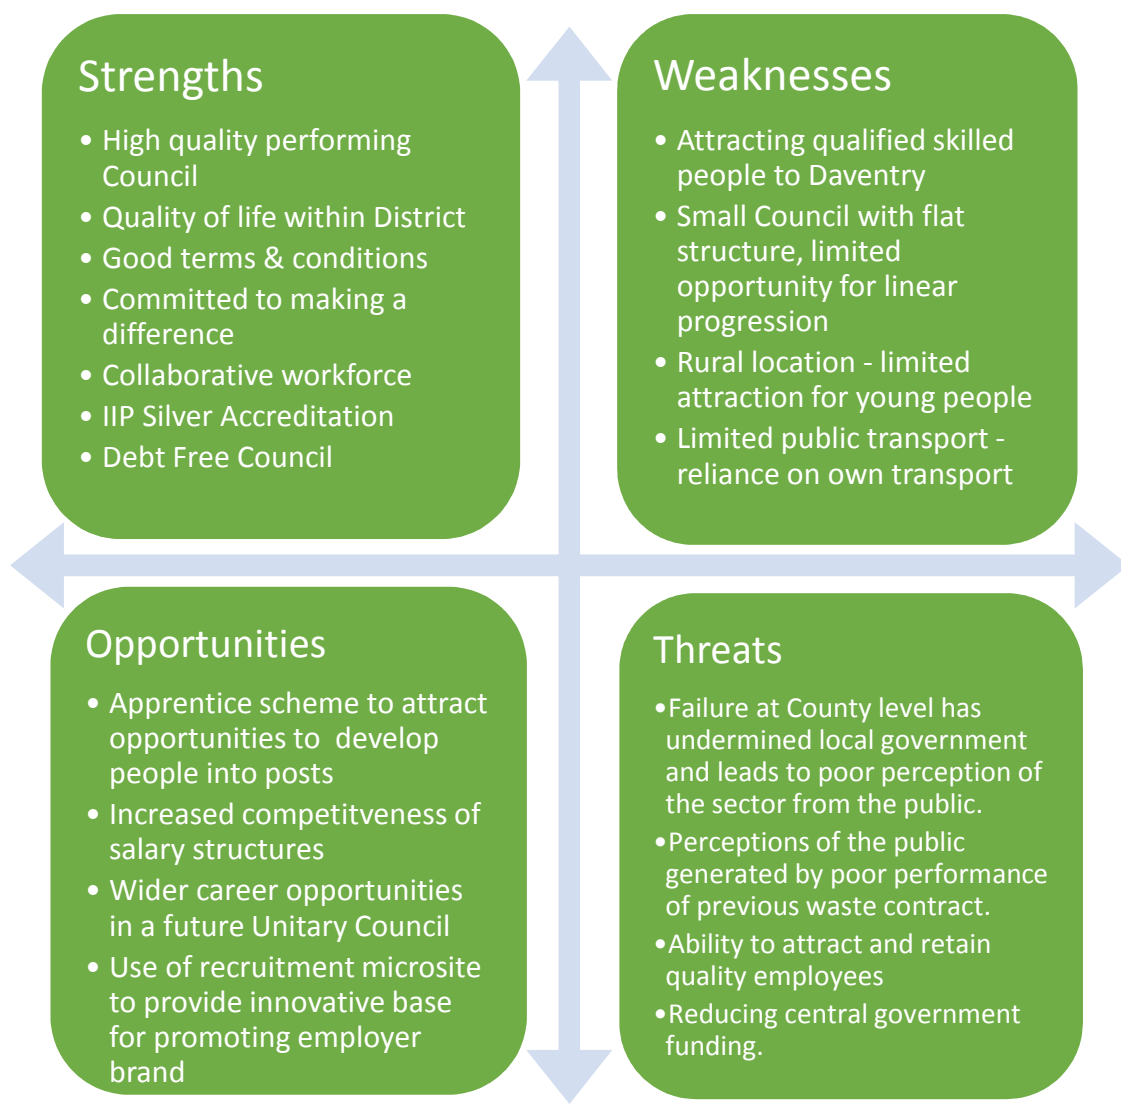 Strengths
• High quality performing
Council
• Quality of life within District
• Good terms & conditions
• Committed to making a
difference
• Collaborative workforce
• IIP Silver Accreditation
• Debt Free Council
Weaknesses
• Attracting qualified skilled
people to Daventry
• Small Council with flat
structure, limited
opportunity for linear
progression
• Rural location - limited
attraction for young people
• Limited public transport -
reliance on own transport
Opportunities
• Apprentice scheme to attract
opportunities to  develop
people into posts
• Increased competitveness of
salary structures
• Wider career opportunities
in a future Unitary Council
• Use of recruitment microsite
to provide innovative base
for promoting employer
brand
Threats
•Failure at County level has
undermined local government
and leads to poor perception of
the sector from the public.
•Perceptions of the public
generated by poor performance
of previous waste contract.
•Ability to attract and retain
quality employees
•Reducing central government
funding.